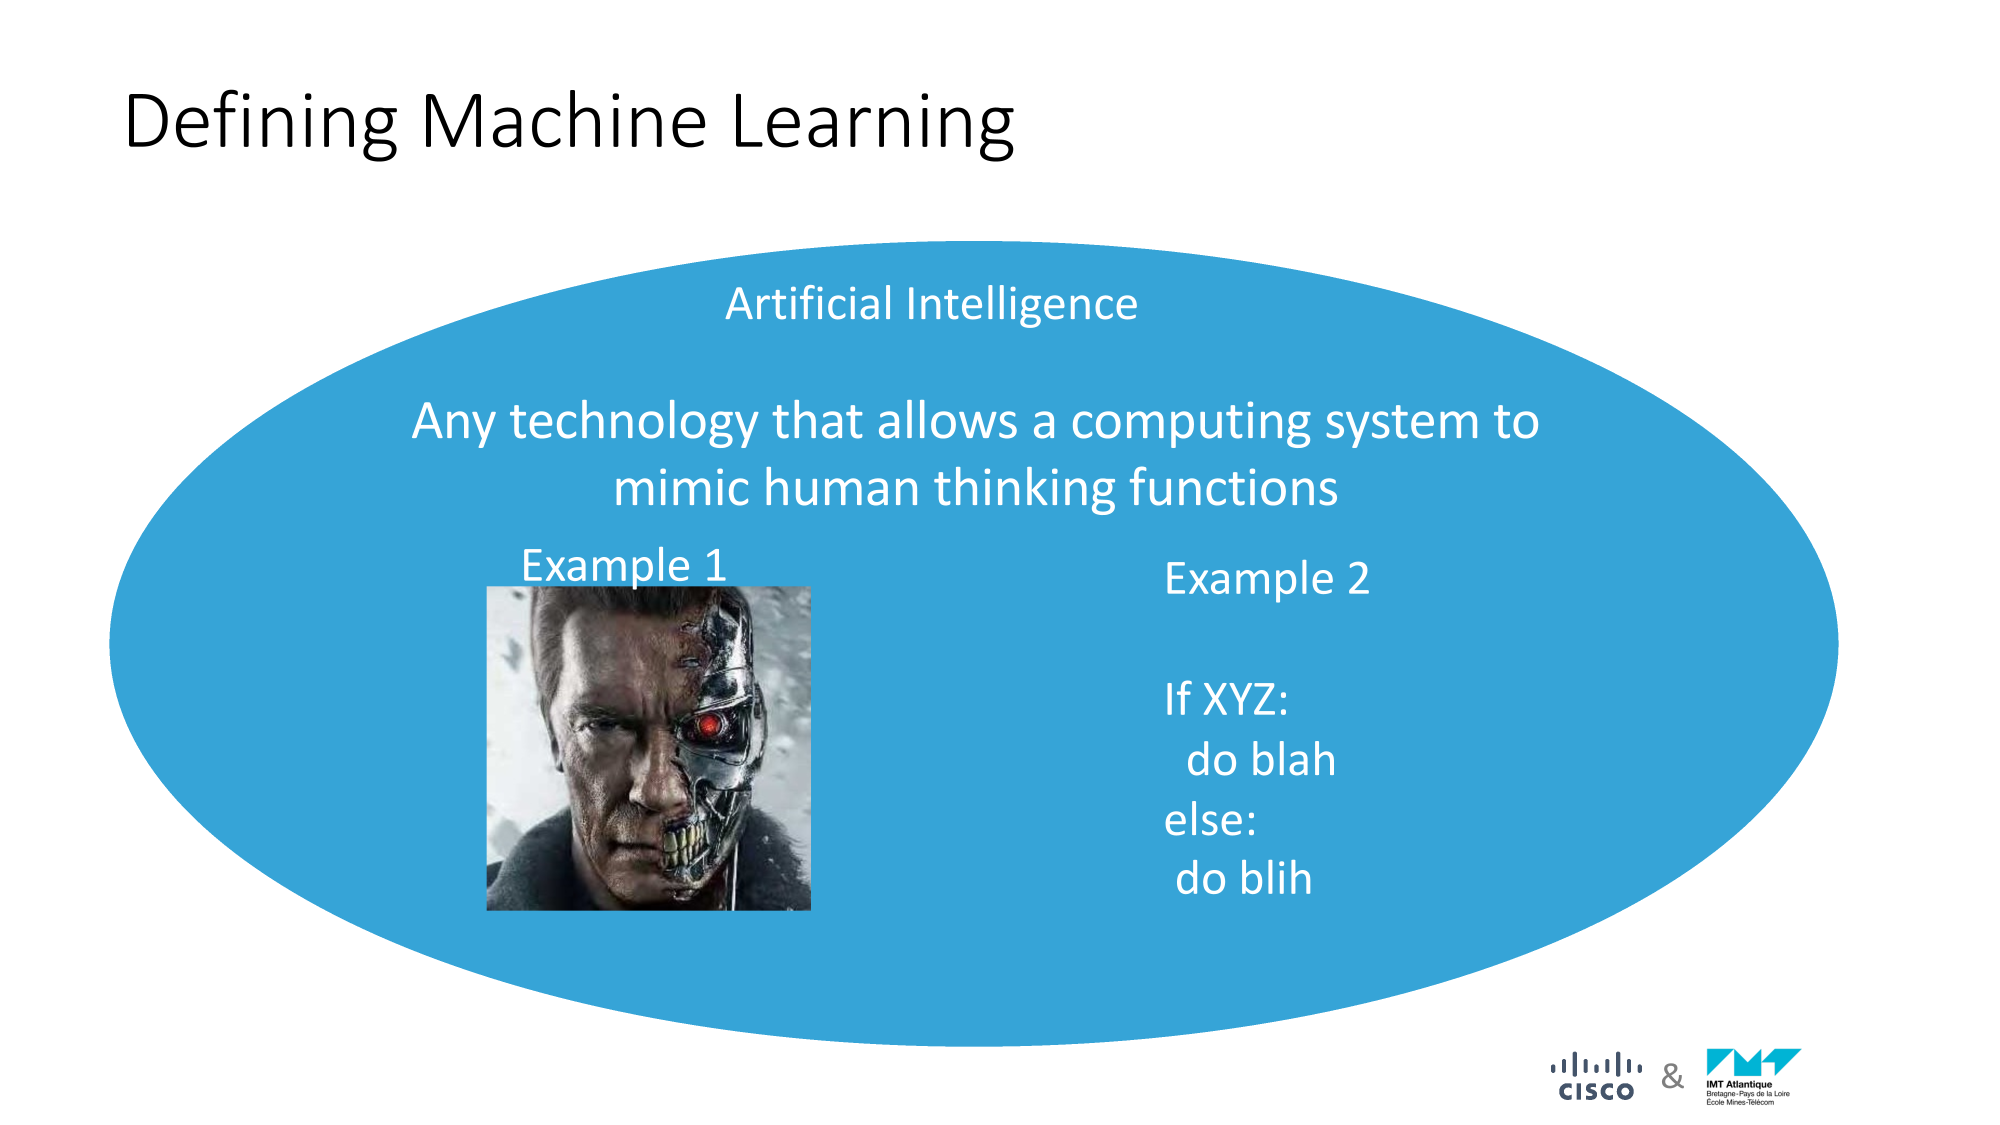 Defining Machine Learning
Artificial Intelligence
Any technology that allows a computing system to
mimic human thinking functions
Example 1
Example 2
If XYZ:
do blah
else:
do blih
CISCO
&
IMT Atlantique
Bretagne-Pays de la Loire
École Mines-Télécom